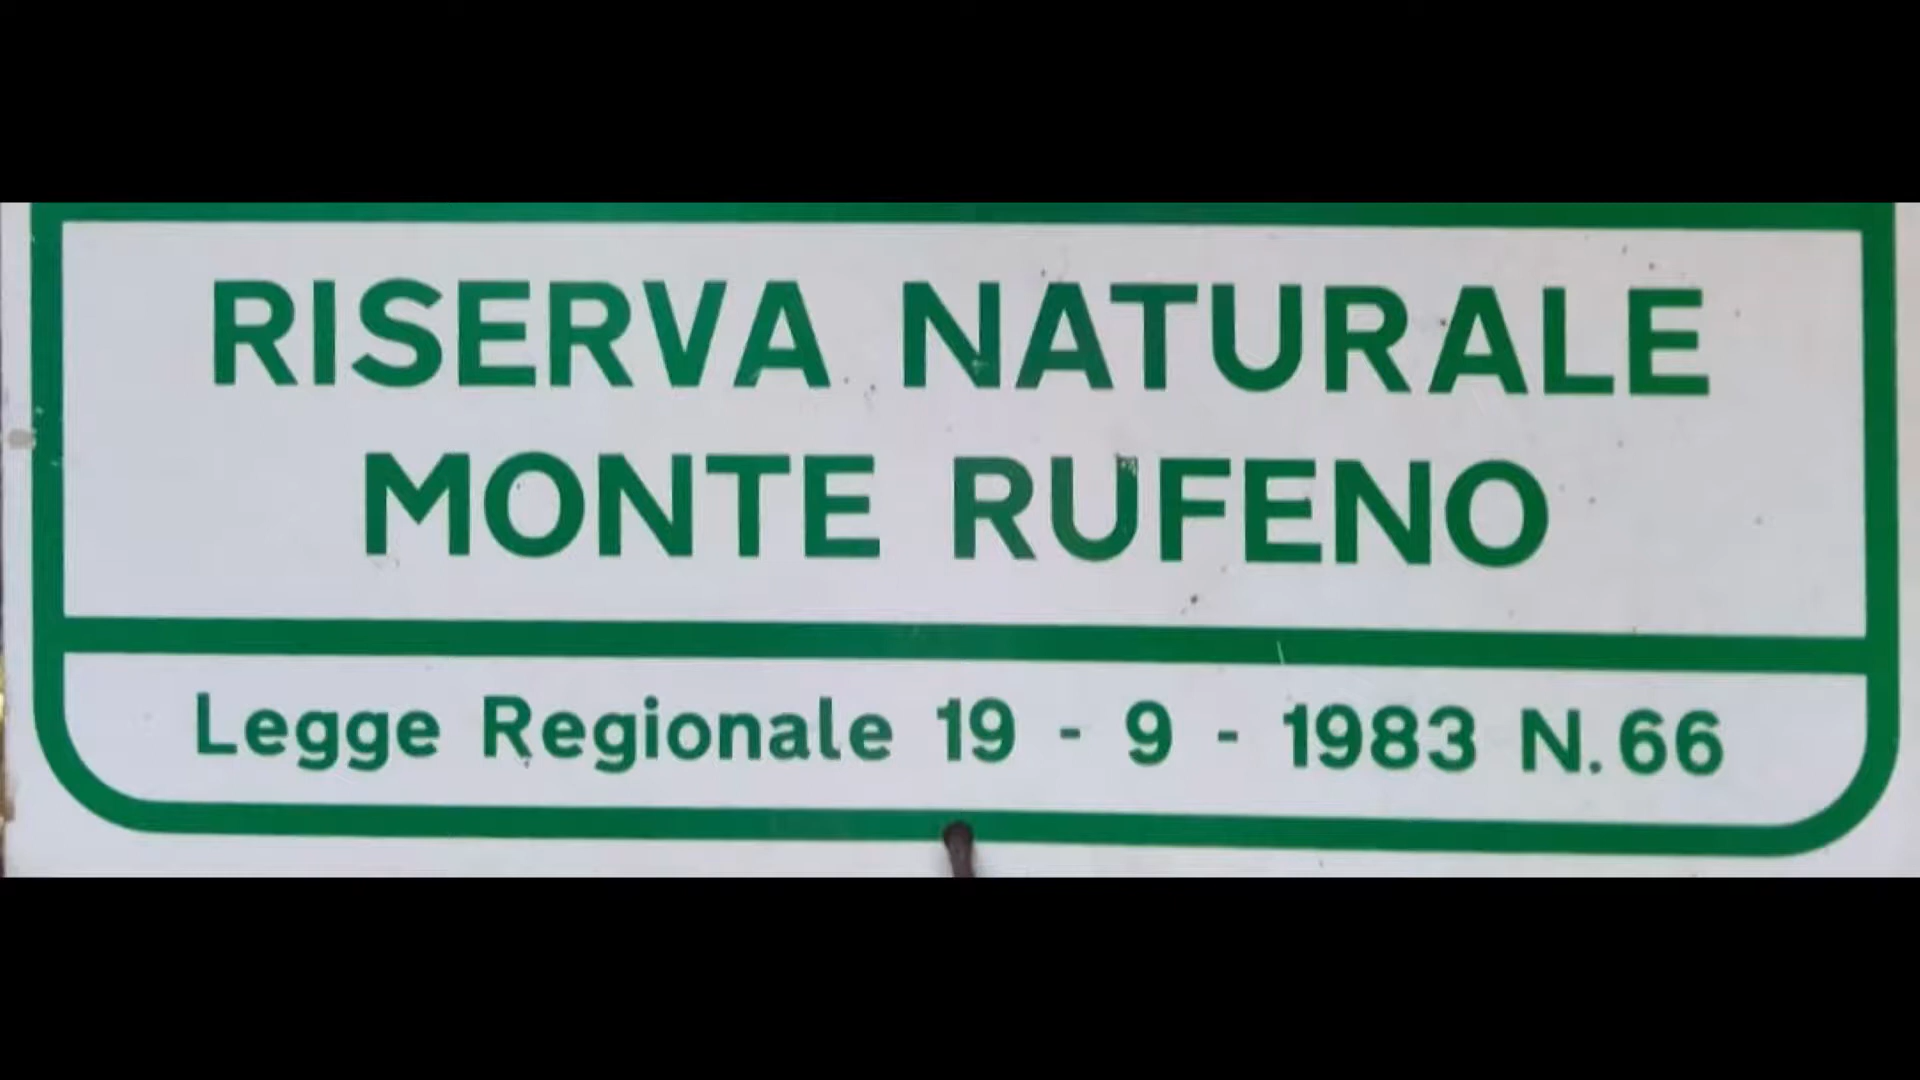 RISERVA NATURALE
MONTE RUFENO
Legge Regionale 19 - 9 - 1983 N.66